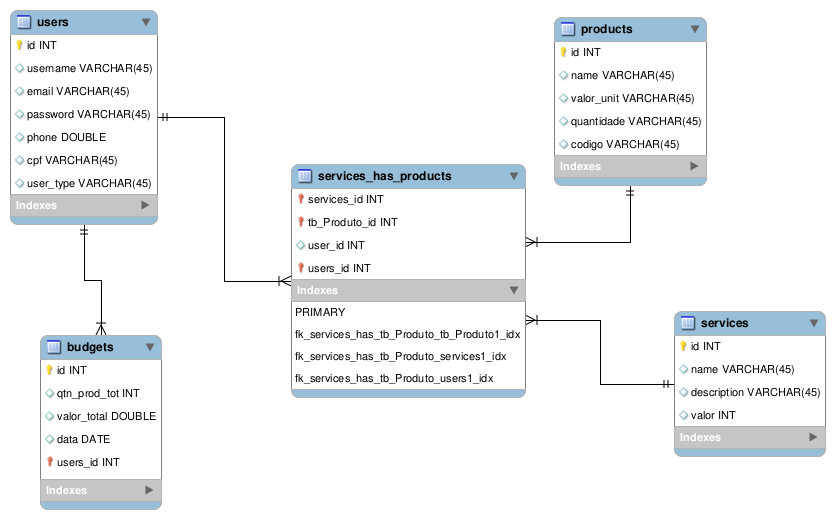 users
id INT
username VARCHAR(45)
email VARCHAR(45)
password VARCHAR(45)
phone DOUBLE
cpf VARCHAR(45)
user_type VARCHAR(45)
Indexes
products
id INT
name VARCHAR(45)
valor_unit VARCHAR(45)
quantidade VARCHAR(45)
codigo VARCHAR(45)
Indexes
services_has_products
services_id INT
tb_Produto_id INT
user_id INT
users_id INT
Indexes
PRIMARY
fk_services_has_tb_Produto_tb_Produto1_idx
fk_services_has_tb_Produto_services1_idx
fk_services_has_tb_Produto_users1_idx
budgets
id INT
qtn_prod_tot INT
valor_total DOUBLE
data DATE
users_id INT
Indexes
services
id INT
name VARCHAR(45)
description VARCHAR(45)
valor INT
Indexes